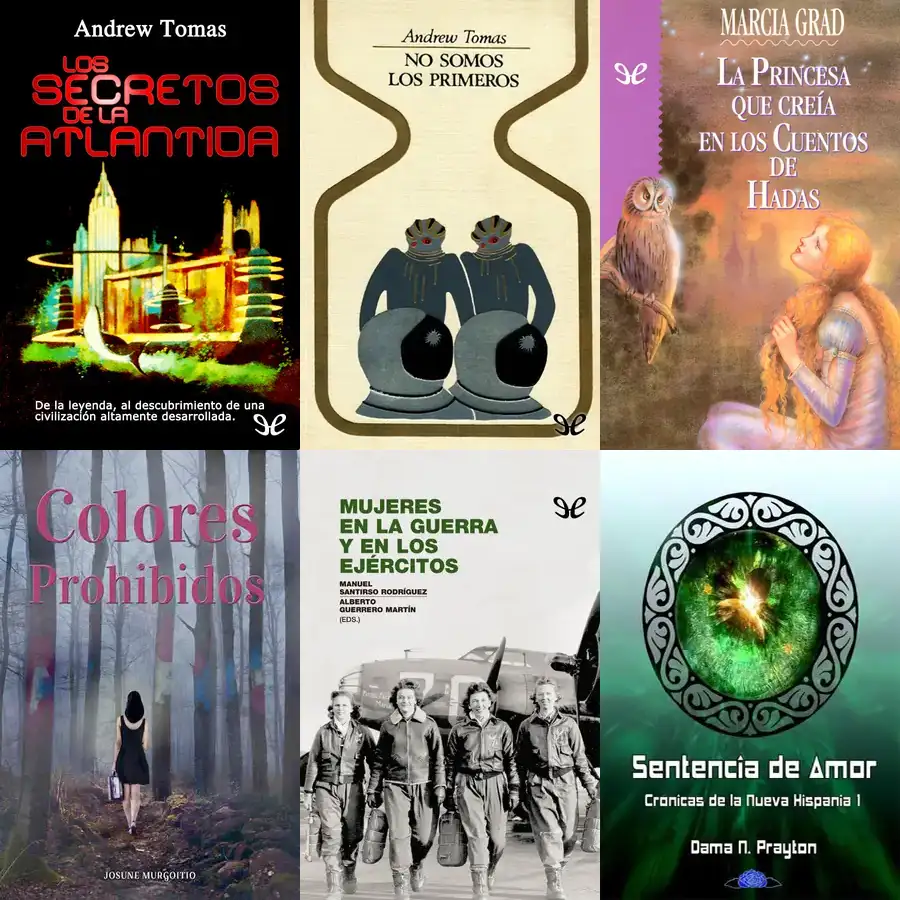 Andrew Tomas
LOS
SECRETOS
DE LA
ATLANTIDA
De la leyenda, al descubrimiento de una
civilización altamente desarrollada.
Andrew Tomas
NO SOMOS
LOS PRIMEROS
MARCIA GRAD
LA PRINCESA
QUE CREÍA
EN LOS CUENTOS
DE
HADAS
Colores
Prohibidos
JOSUNE MURGOITIO
MUJERES
EN LA GUERRA
Y EN LOS
EJÉRCITOS
MANUEL
SANTIRSO RODRÍGUEZ
ALBERTO
GUERRERO MARTÍN
(EDS.)
Sentencia de Amor
Crónicas de la Nueva Hispania 1
Dama N. Prayton